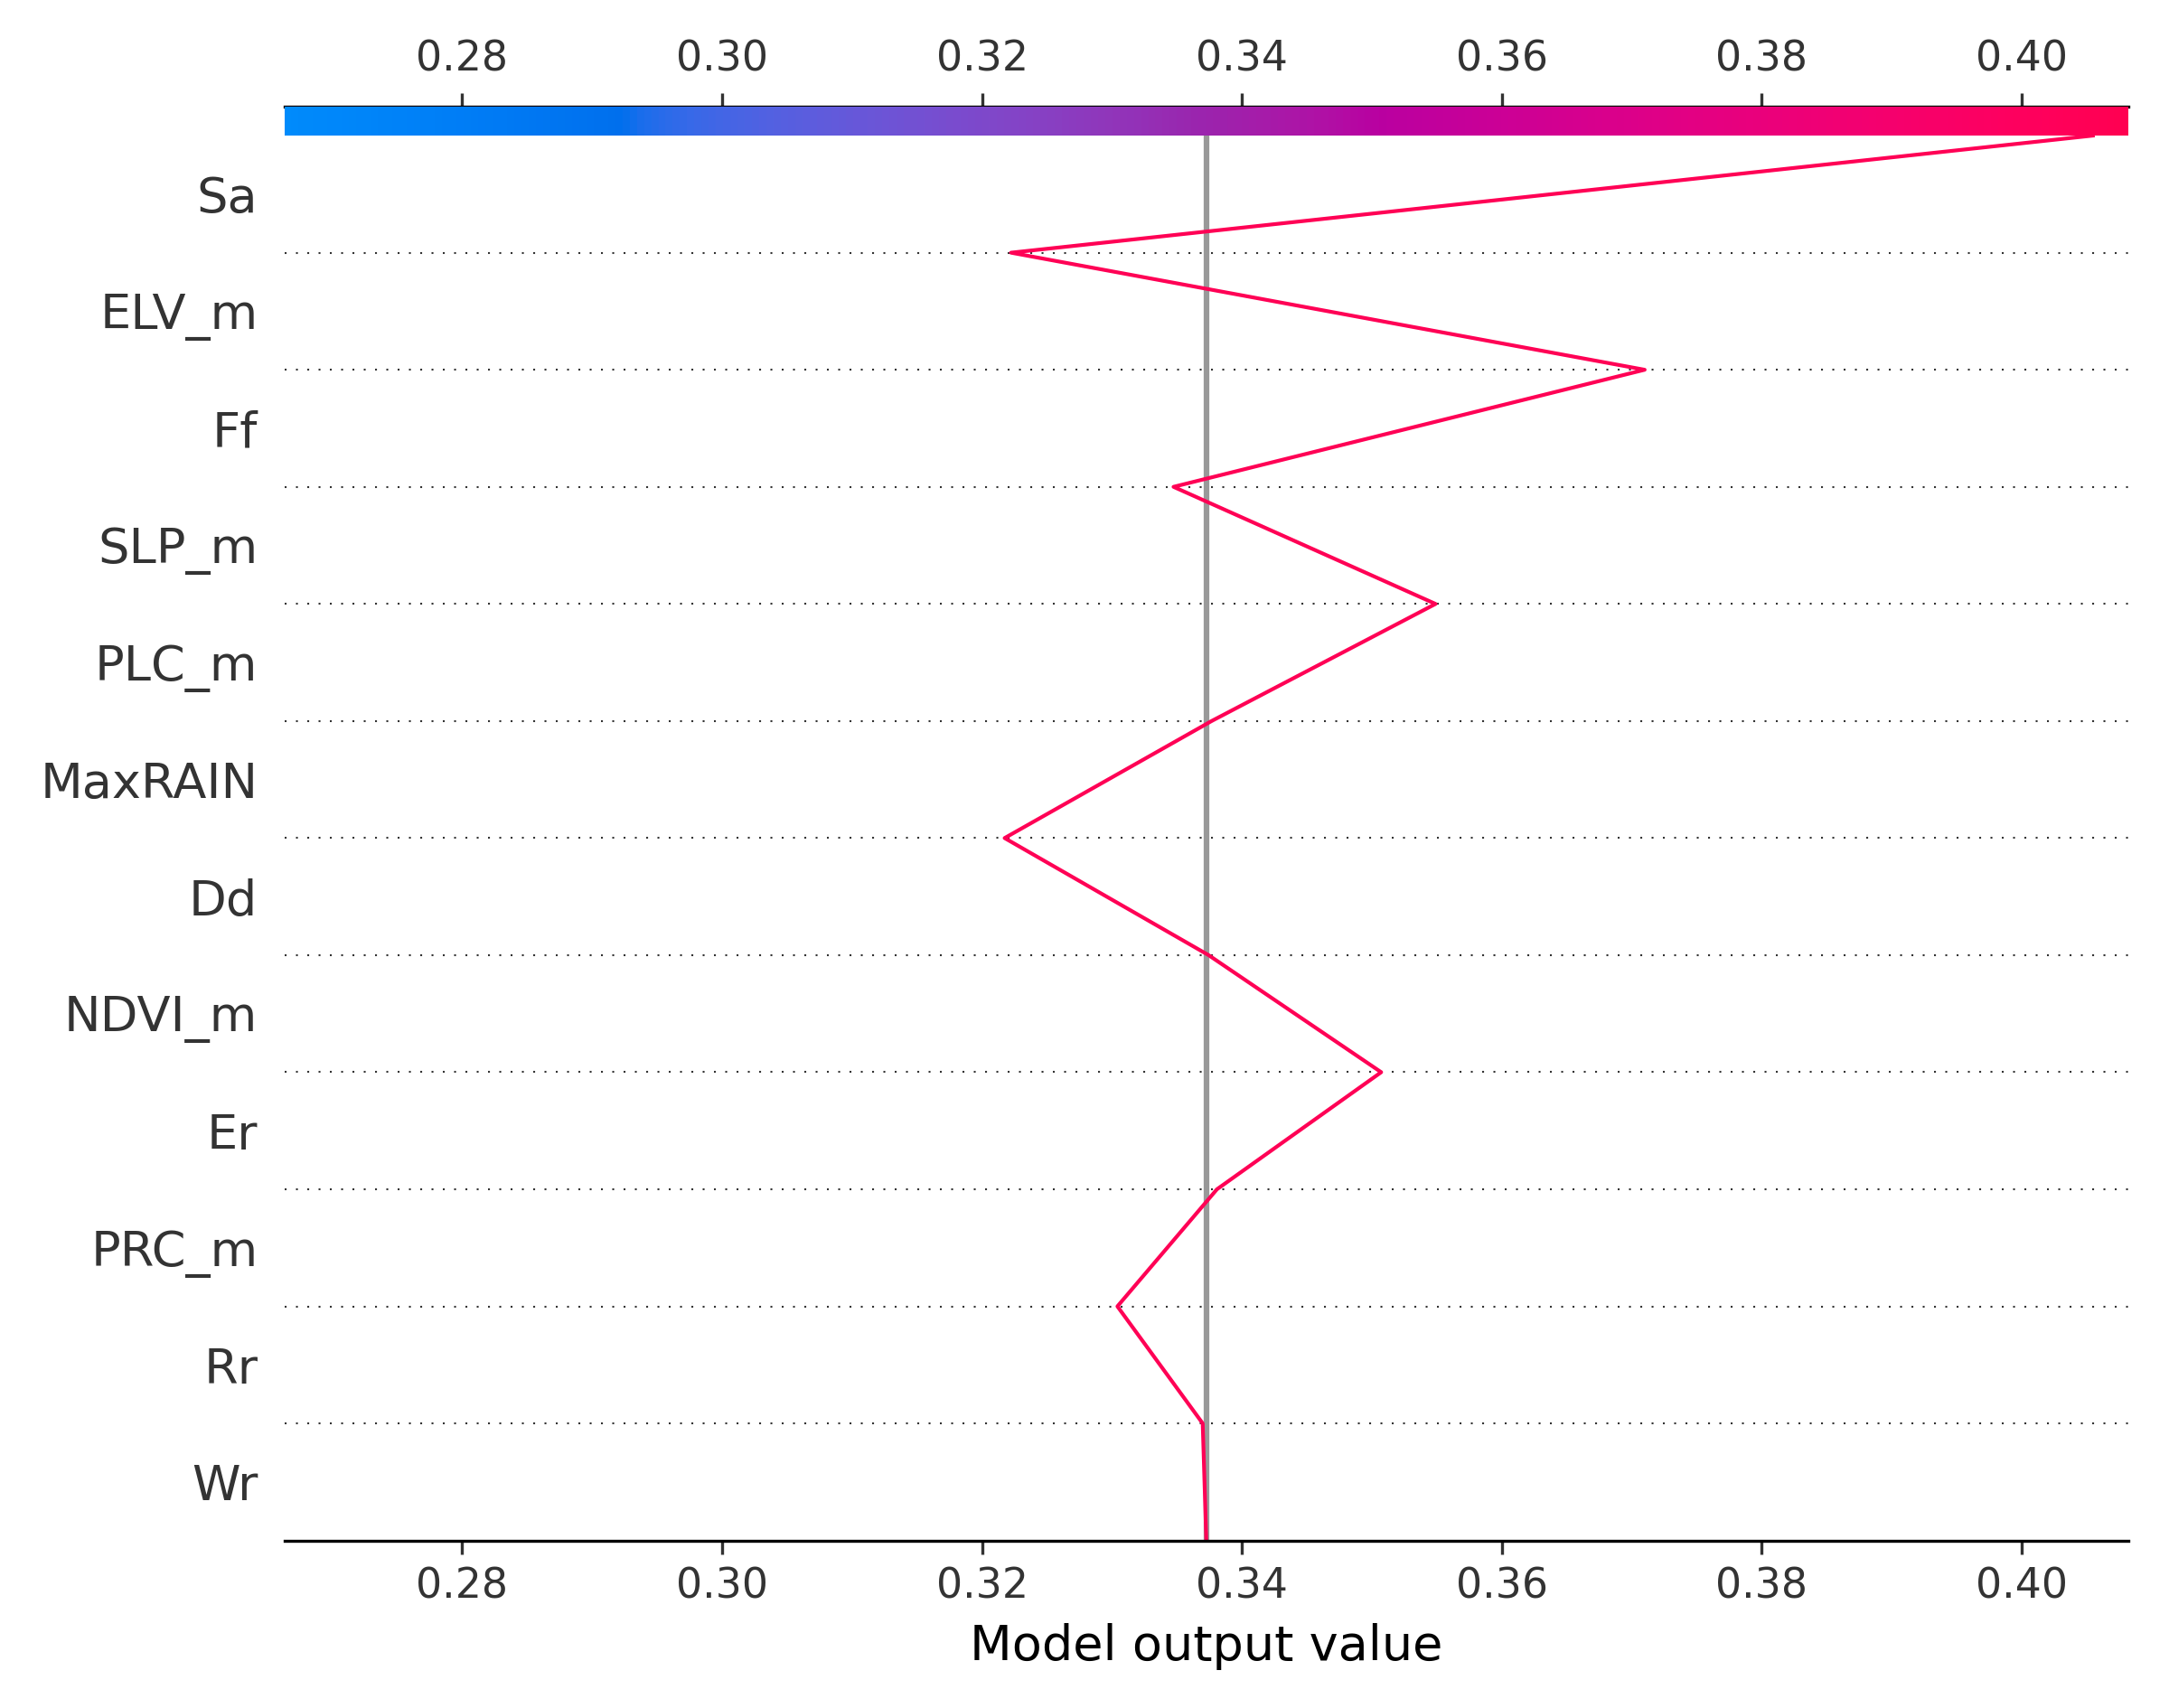 0.28 0.30 0.32 0.34 0.36 0.38 0.40
Sa
ELV_m
Ff
SLP_m
PLC_m
MaxRAIN
Dd
NDVI_m
Er
PRC_m
Rr
Wr
0.28 0.30 0.32 0.34 0.36 0.38 0.40
Model output value